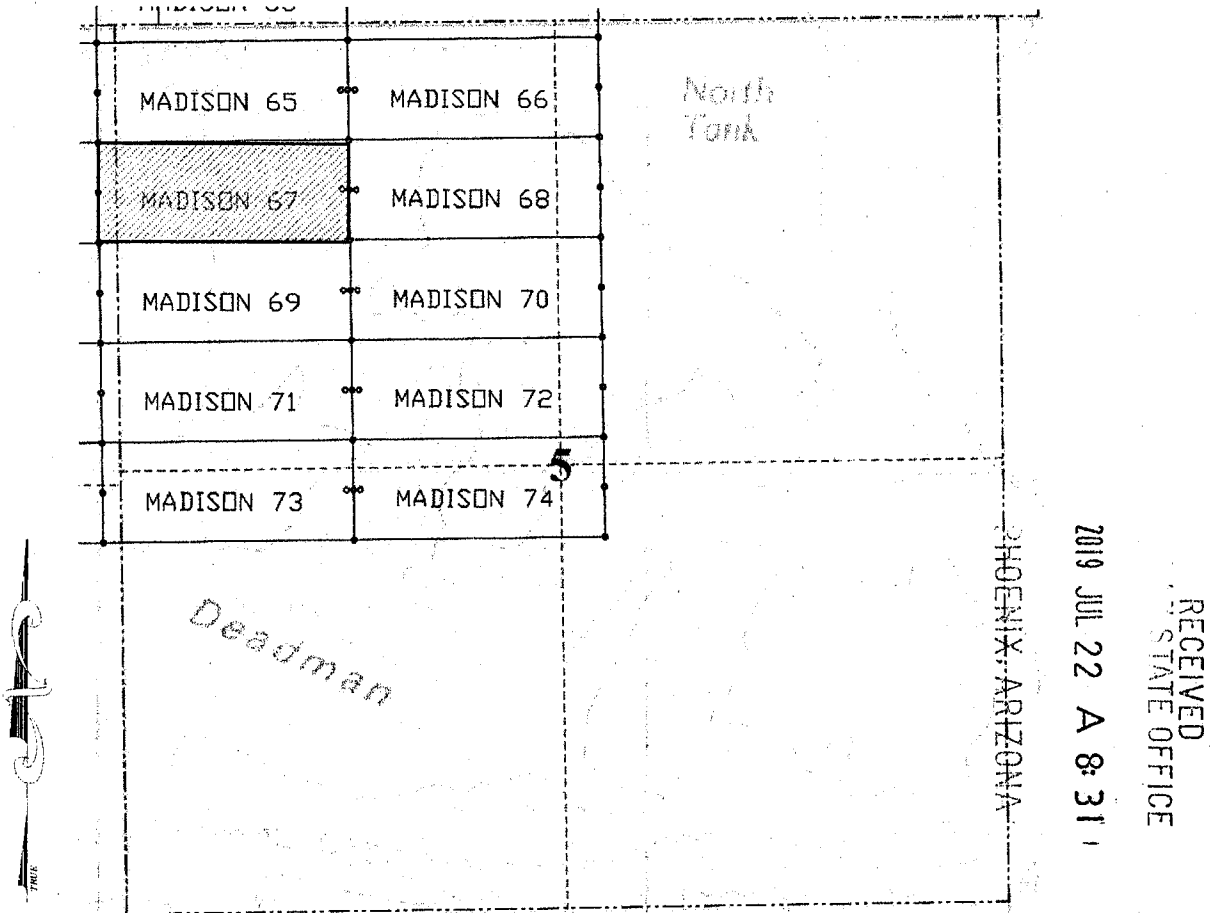 MADISON 65
MADISON 66
North
Tank
MADISON 67
MADISON 68
MADISON 69
MADISON 70
MADISON 71
MADISON 72
5
MADISON 73
MADISON 74
Deadman
TRUE
PHOENIX, ARIZONA
2019 JUL 22 A 8:31
RECEIVED
STATE OFFICE